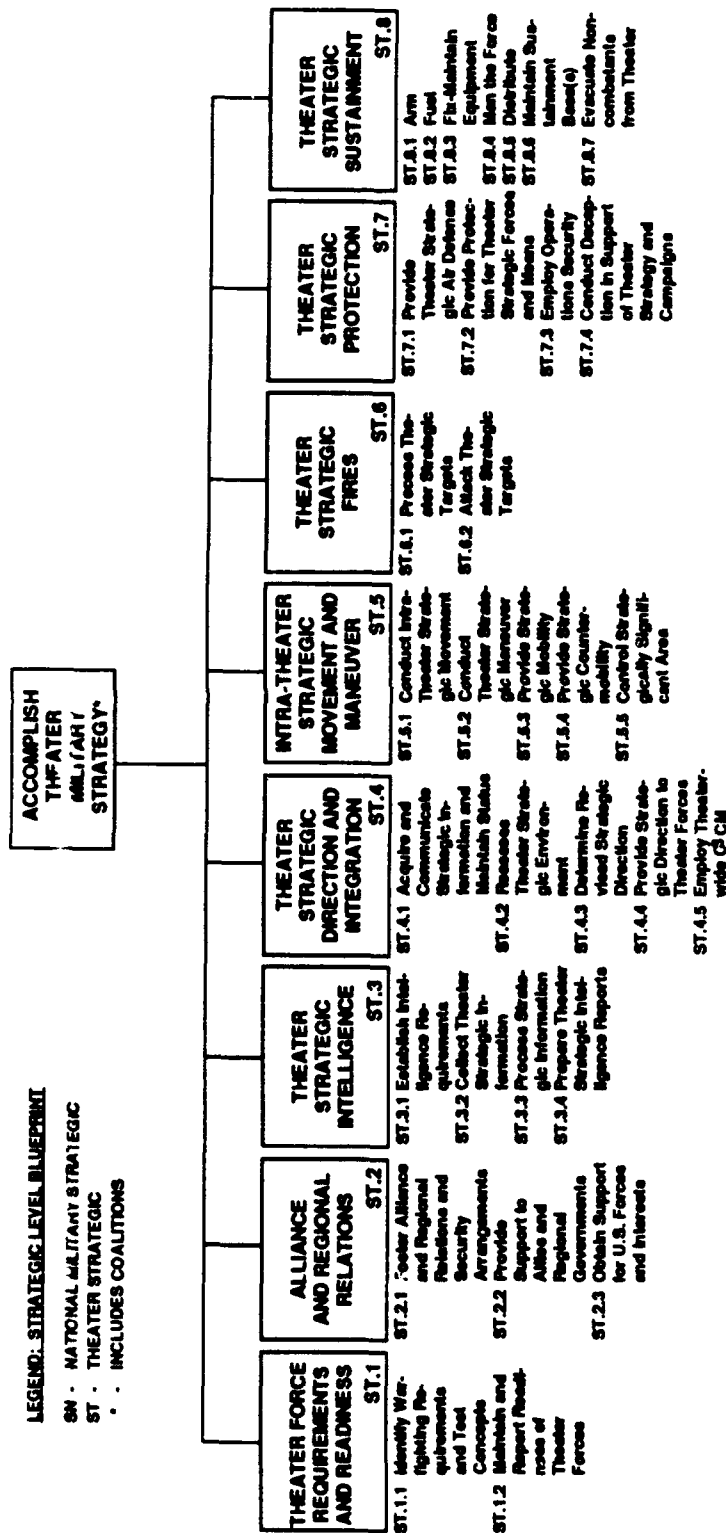 LEGEND: STRATEGIC LEVEL BLUEPRINT
SN - NATIONAL MILITARY STRATEGIC
ST - THEATER STRATEGIC
* - INCLUDES COALITIONS
ACCOMPLISH
THEATER
MILITARY
STRATEGY*
THEATER FORCE
REQUIREMENTS
AND READINESS
ST.1
ST.1.1 Identify War-
fighting Re-
quirements
and Test
Concepts
ST.1.2 Maintain and
Report Readi-
ness of
Theater
Forces
ALLIANCE
AND REGIONAL
RELATIONS
ST.2
ST.2.1 Foster Alliance
and Regional
Relations and
Security
Arrangements
ST.2.2 Provide
Support to
Allies and
Regional
Governments
ST.2.3 Obtain Support
for U.S. Forces
and Interests
THEATER
STRATEGIC
INTELLIGENCE
ST.3
ST.3.1 Establish Intel-
ligence Re-
quirements
ST.3.2 Collect Theater
Strategic In-
formation
ST.3.3 Process Strate-
gic Information
ST.3.4 Prepare Theater
Strategic Intel-
ligence Reports
THEATER
STRATEGIC
DIRECTION AND
INTEGRATION
ST.4
ST.4.1 Acquire and
Communicate
Strategic In-
formation and
Maintain Status
ST.4.2 Reassess
Theater Strate-
gic Environ-
ment
ST.4.3 Determine Re-
vised Strategic
Direction
ST.4.4 Provide Strate-
gic Direction to
Theater Forces
ST.4.5 Employ Theater-
wide C³CM
INTRA-THEATER
STRATEGIC
MOVEMENT AND
MANEUVER
ST.5
ST.5.1 Conduct Intra-
Theater Strate-
gic Movement
ST.5.2 Conduct
Theater Strate-
gic Maneuver
ST.5.3 Provide Strate-
gic Mobility
ST.5.4 Provide Strate-
gic Counter-
mobility
ST.5.5 Control Strate-
gically Signifi-
cant Area
THEATER
STRATEGIC
FIRES
ST.6
ST.6.1 Process The-
ater Strategic
Targets
ST.6.2 Attack The-
ater Strategic
Targets
THEATER
STRATEGIC
PROTECTION
ST.7
ST.7.1 Provide
Theater Strate-
gic Air Defense
ST.7.2 Provide Protec-
tion for Theater
Strategic Forces
and Means
ST.7.3 Employ Opera-
tions Security
ST.7.4 Conduct Decep-
tion in Support
of Theater
Strategy and
Campaigns
THEATER
STRATEGIC
SUSTAINMENT
ST.8
ST.8.1 Arm
ST.8.2 Fuel
ST.8.3 Fix-Maintain
Equipment
ST.8.4 Man the Force
ST.8.5 Distribute
ST.8.6 Maintain Sus-
tainment
Base(s)
ST.8.7 Evacuate Non-
combatants
from Theater